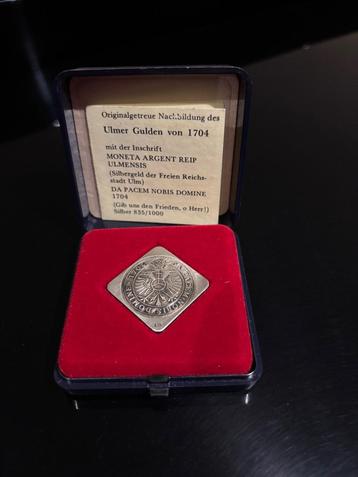 Originalgetreue Nachbildung des
Ulmer Gulden von 1704
mit der Inschrift
MONETA ARGENT REIP
ULMENSIS
(Silbergeld der Freien Reichs-
stadt Ulm)
DA PACEM NOBIS DOMINE
1704
(Gib uns den Frieden, o Herr!)
Silber 835/1000